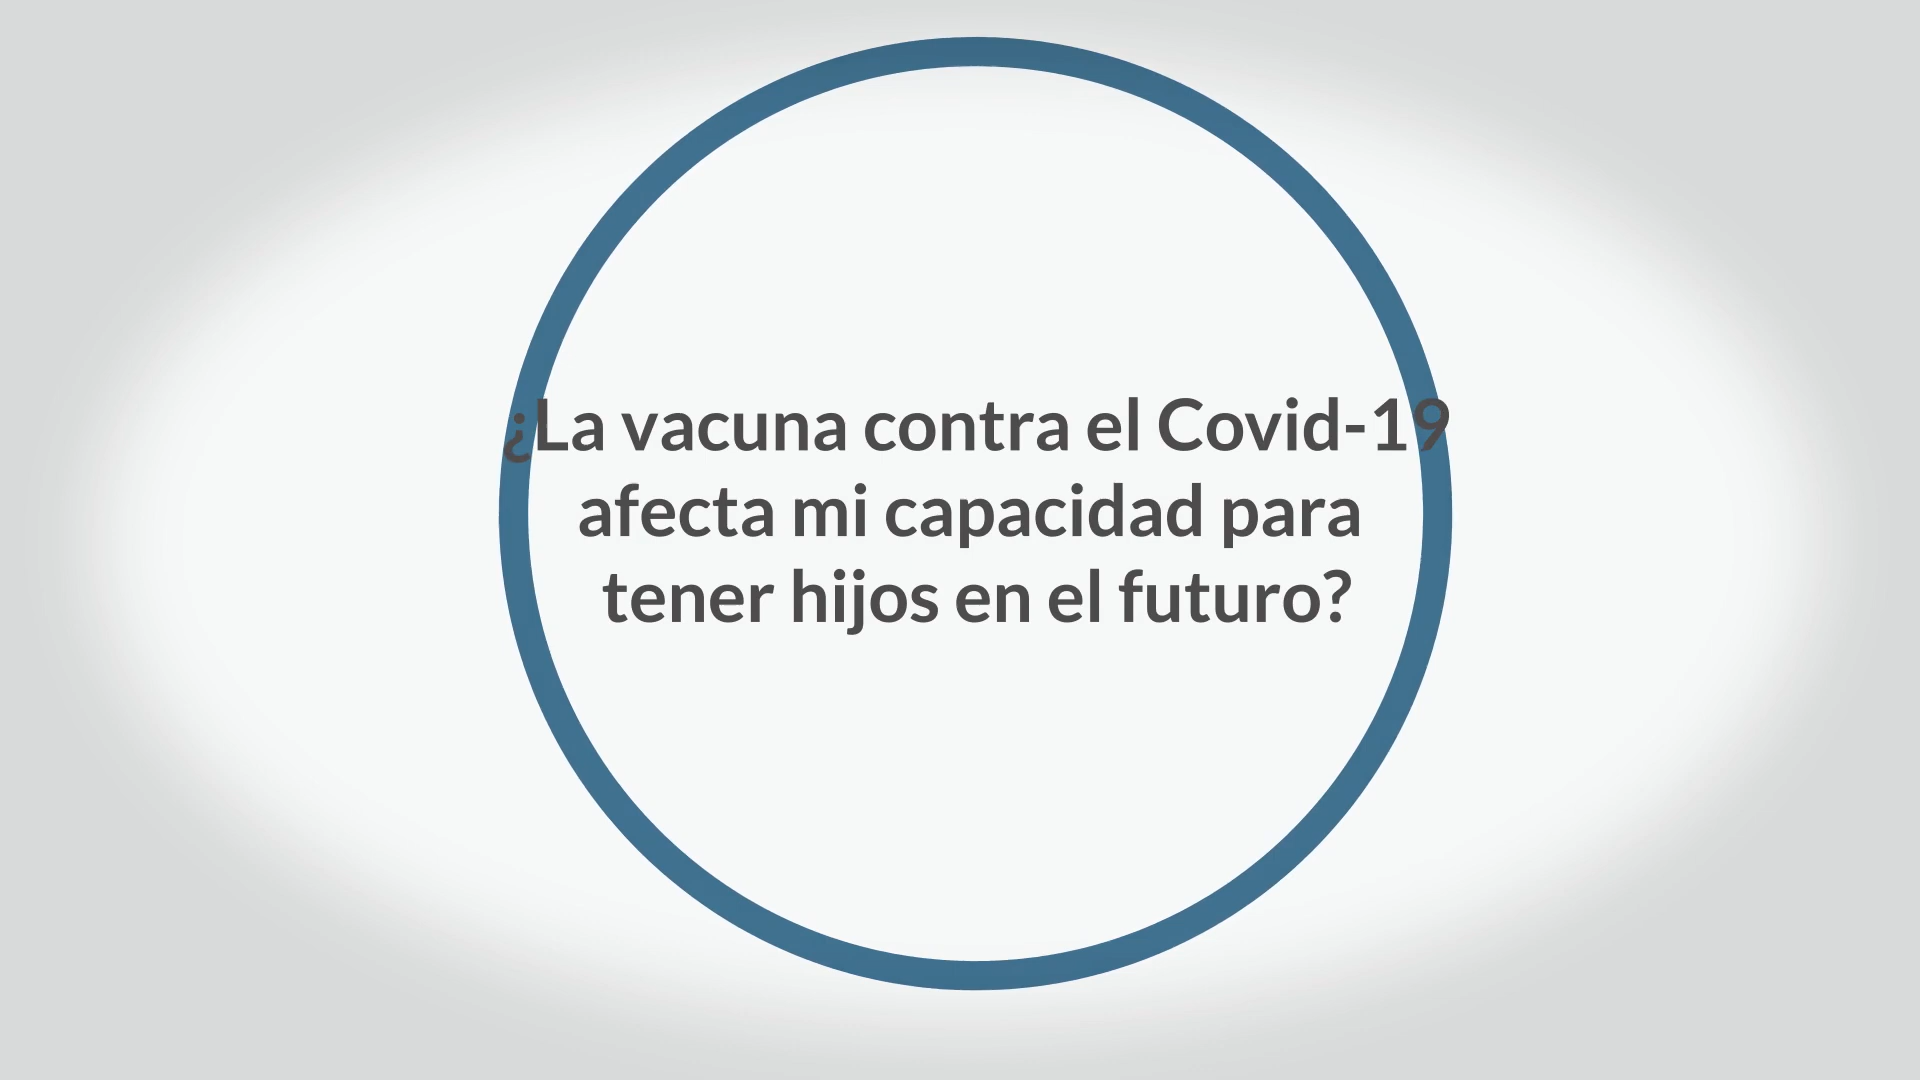 ¿La vacuna contra el Covid-19
afecta mi capacidad para
tener hijos en el futuro?